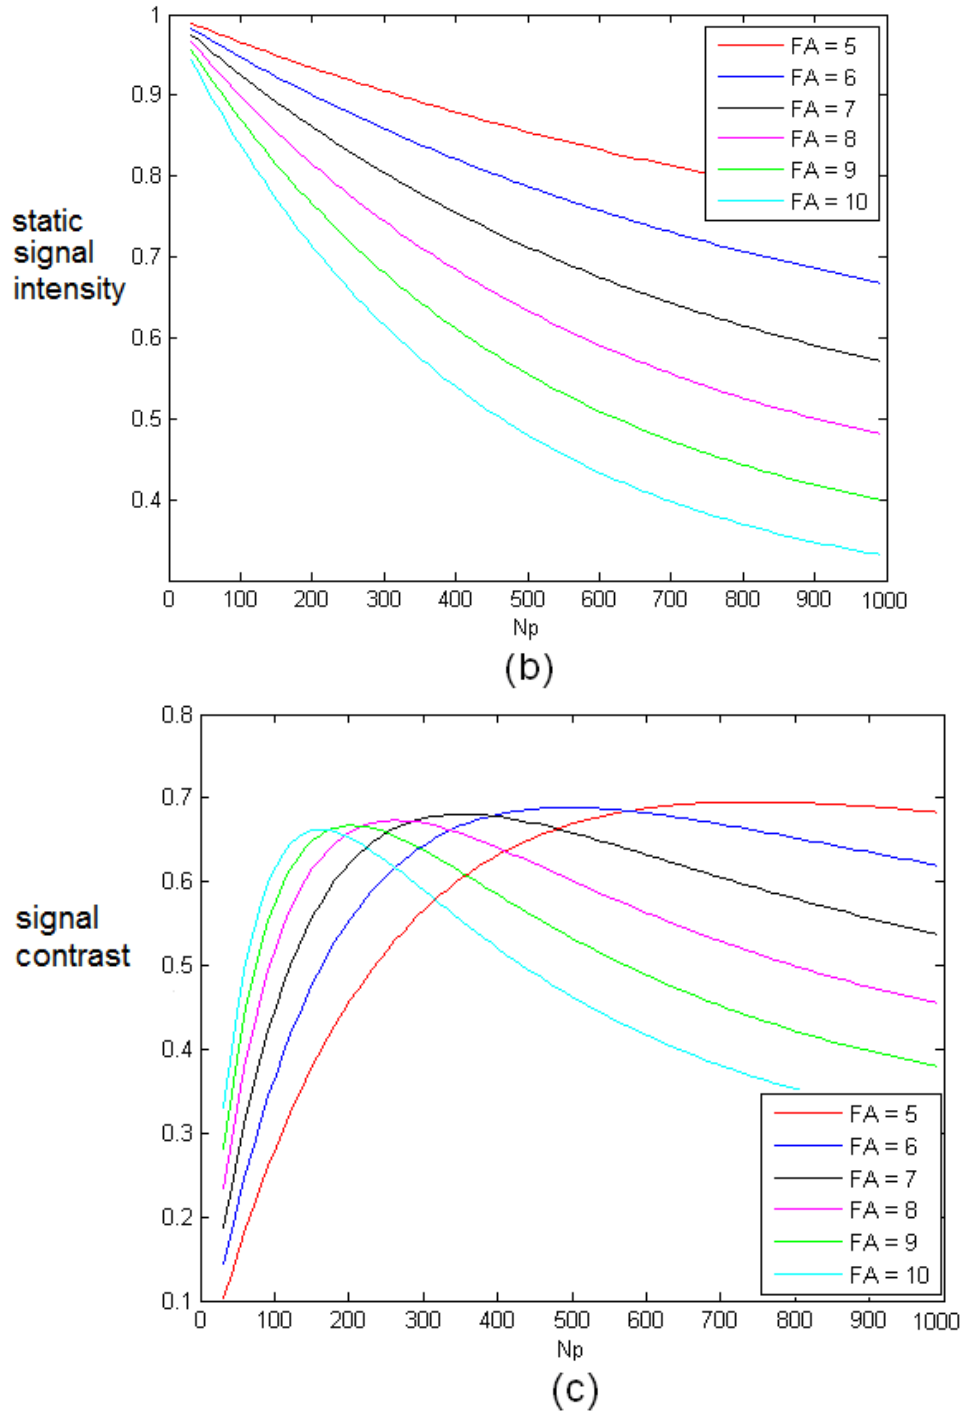 1
0.9
0.8
0.7
0.6
0.5
0.4
static
signal
intensity
FA = 5
FA = 6
FA = 7
FA = 8
FA = 9
FA = 10
0 100 200 300 400 500 600 700 800 900 1000
Np
(b)
0.8
0.7
0.6
0.5
0.4
0.3
0.2
0.1
signal
contrast
FA = 5
FA = 6
FA = 7
FA = 8
FA = 9
FA = 10
0 100 200 300 400 500 600 700 800 900 1000
Np
(c)